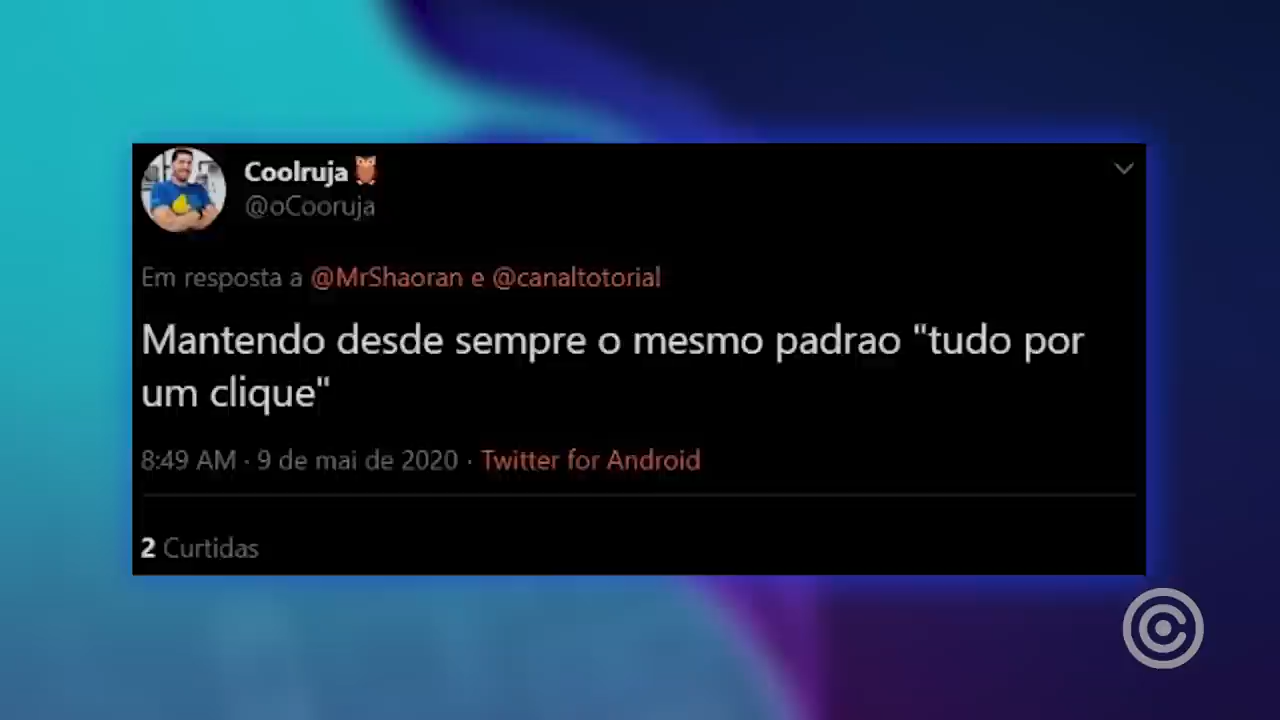 Coolruja🦉
@oCooruja
Em resposta a @MrShaoran e @canaltotorial
Mantendo desde sempre o mesmo padrao "tudo por
um clique"
8:49 AM · 9 de mai de 2020 · Twitter for Android
2 Curtidas